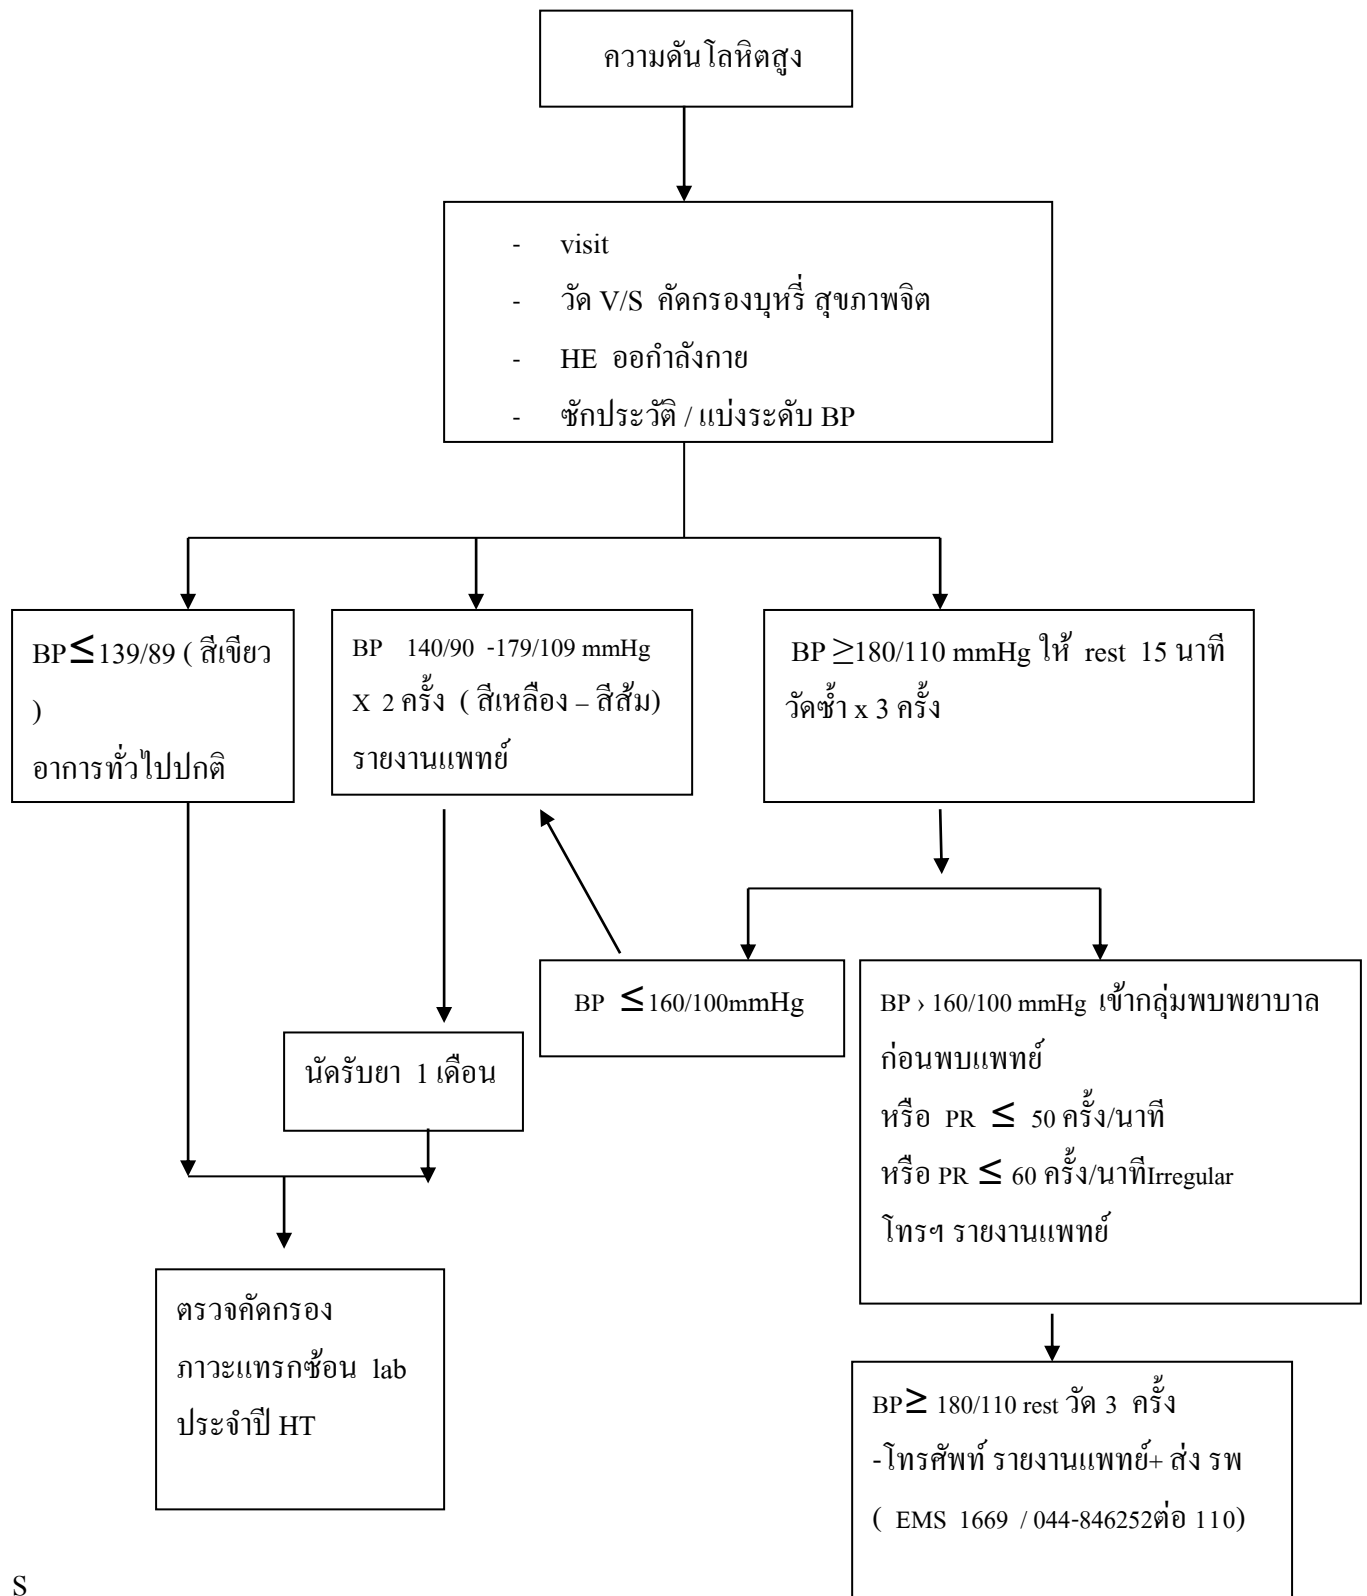 ความดันโลหิตสูง
- visit
- วัด V/S คัดกรองบุหรี่ สุขภาพจิต
- HE ออกำลังกาย
- ซักประวัติ / แบ่งระดับ BP
BP≤139/89 ( สีเขียว
)
อาการทั่วไปปกติ
BP 140/90 -179/109 mmHg
X 2 ครั้ง ( สีเหลือง – สีส้ม)
รายงานแพทย์
BP ≥180/110 mmHg ให้ rest 15 นาที
วัดซ้ำ x 3 ครั้ง
BP ≤160/100mmHg
BP › 160/100 mmHg เข้ากลุ่มพบพยาบาล
ก่อนพบแพทย์
หรือ PR ≤ 50 ครั้ง/นาที
หรือ PR ≤ 60 ครั้ง/นาทีIrregular
โทรฯ รายงานแพทย์
นัดรับยา 1 เดือน
ตรวจคัดกรอง
ภาวะแทรกซ้อน lab
ประจำปี HT
BP≥ 180/110 rest วัด 3 ครั้ง
-โทรศัพท์ รายงานแพทย์+ ส่ง รพ
( EMS 1669 / 044-846252ต่อ 110)
S